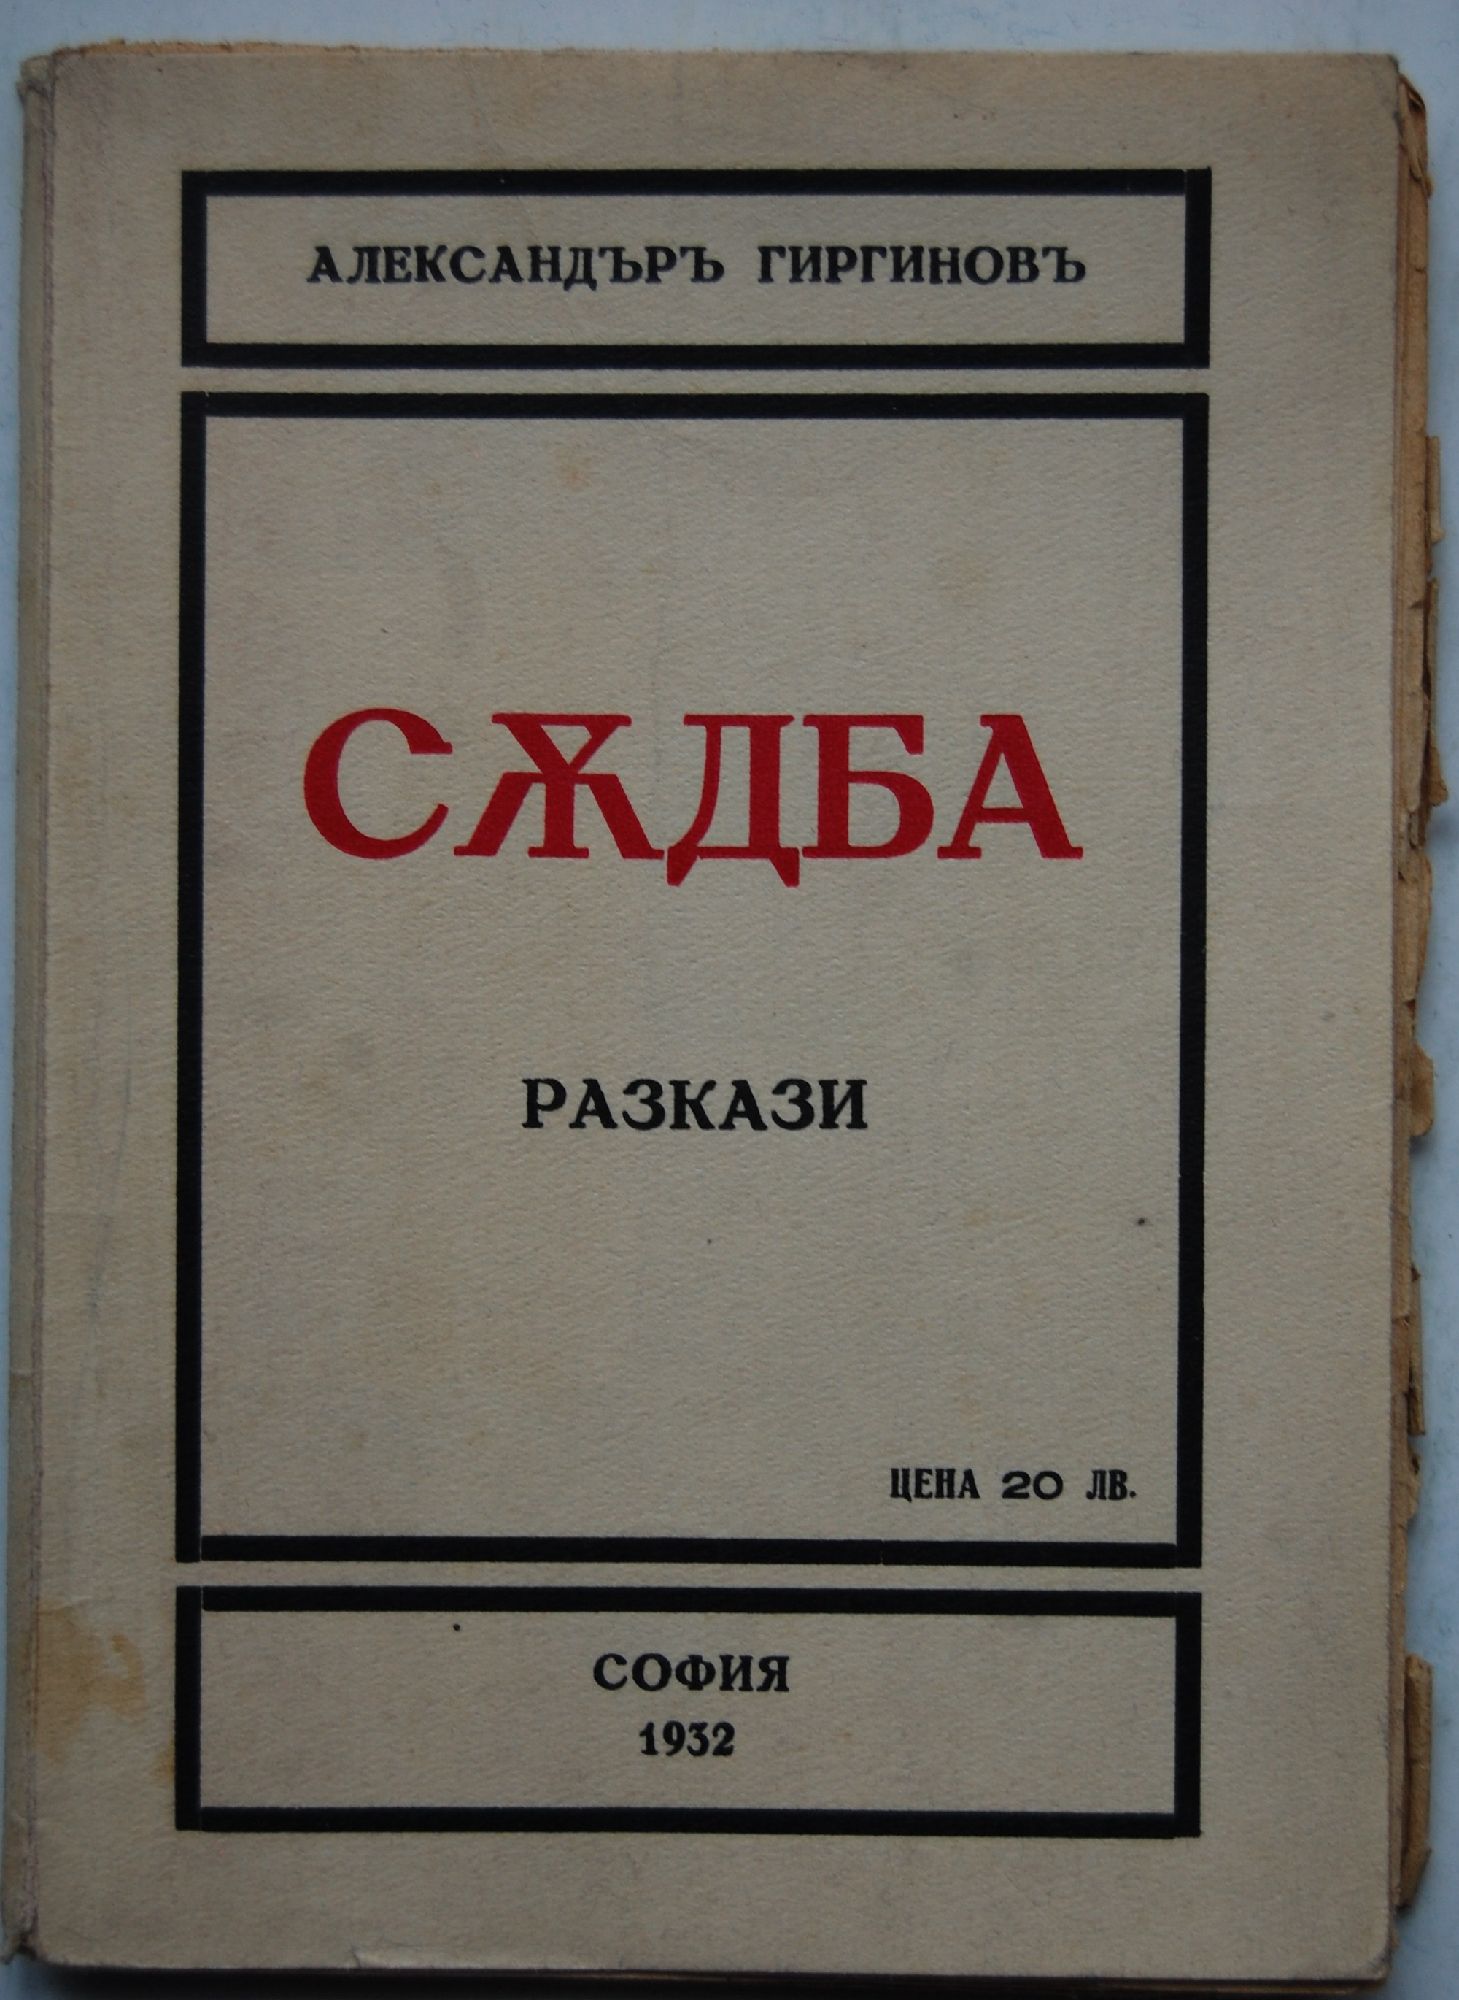 АЛЕКСАНДЪРЪ ГИРГИНОВЪ
СѪДБА
РАЗКАЗИ
ЦЕНА 20 ЛВ.
СОФИЯ
1932